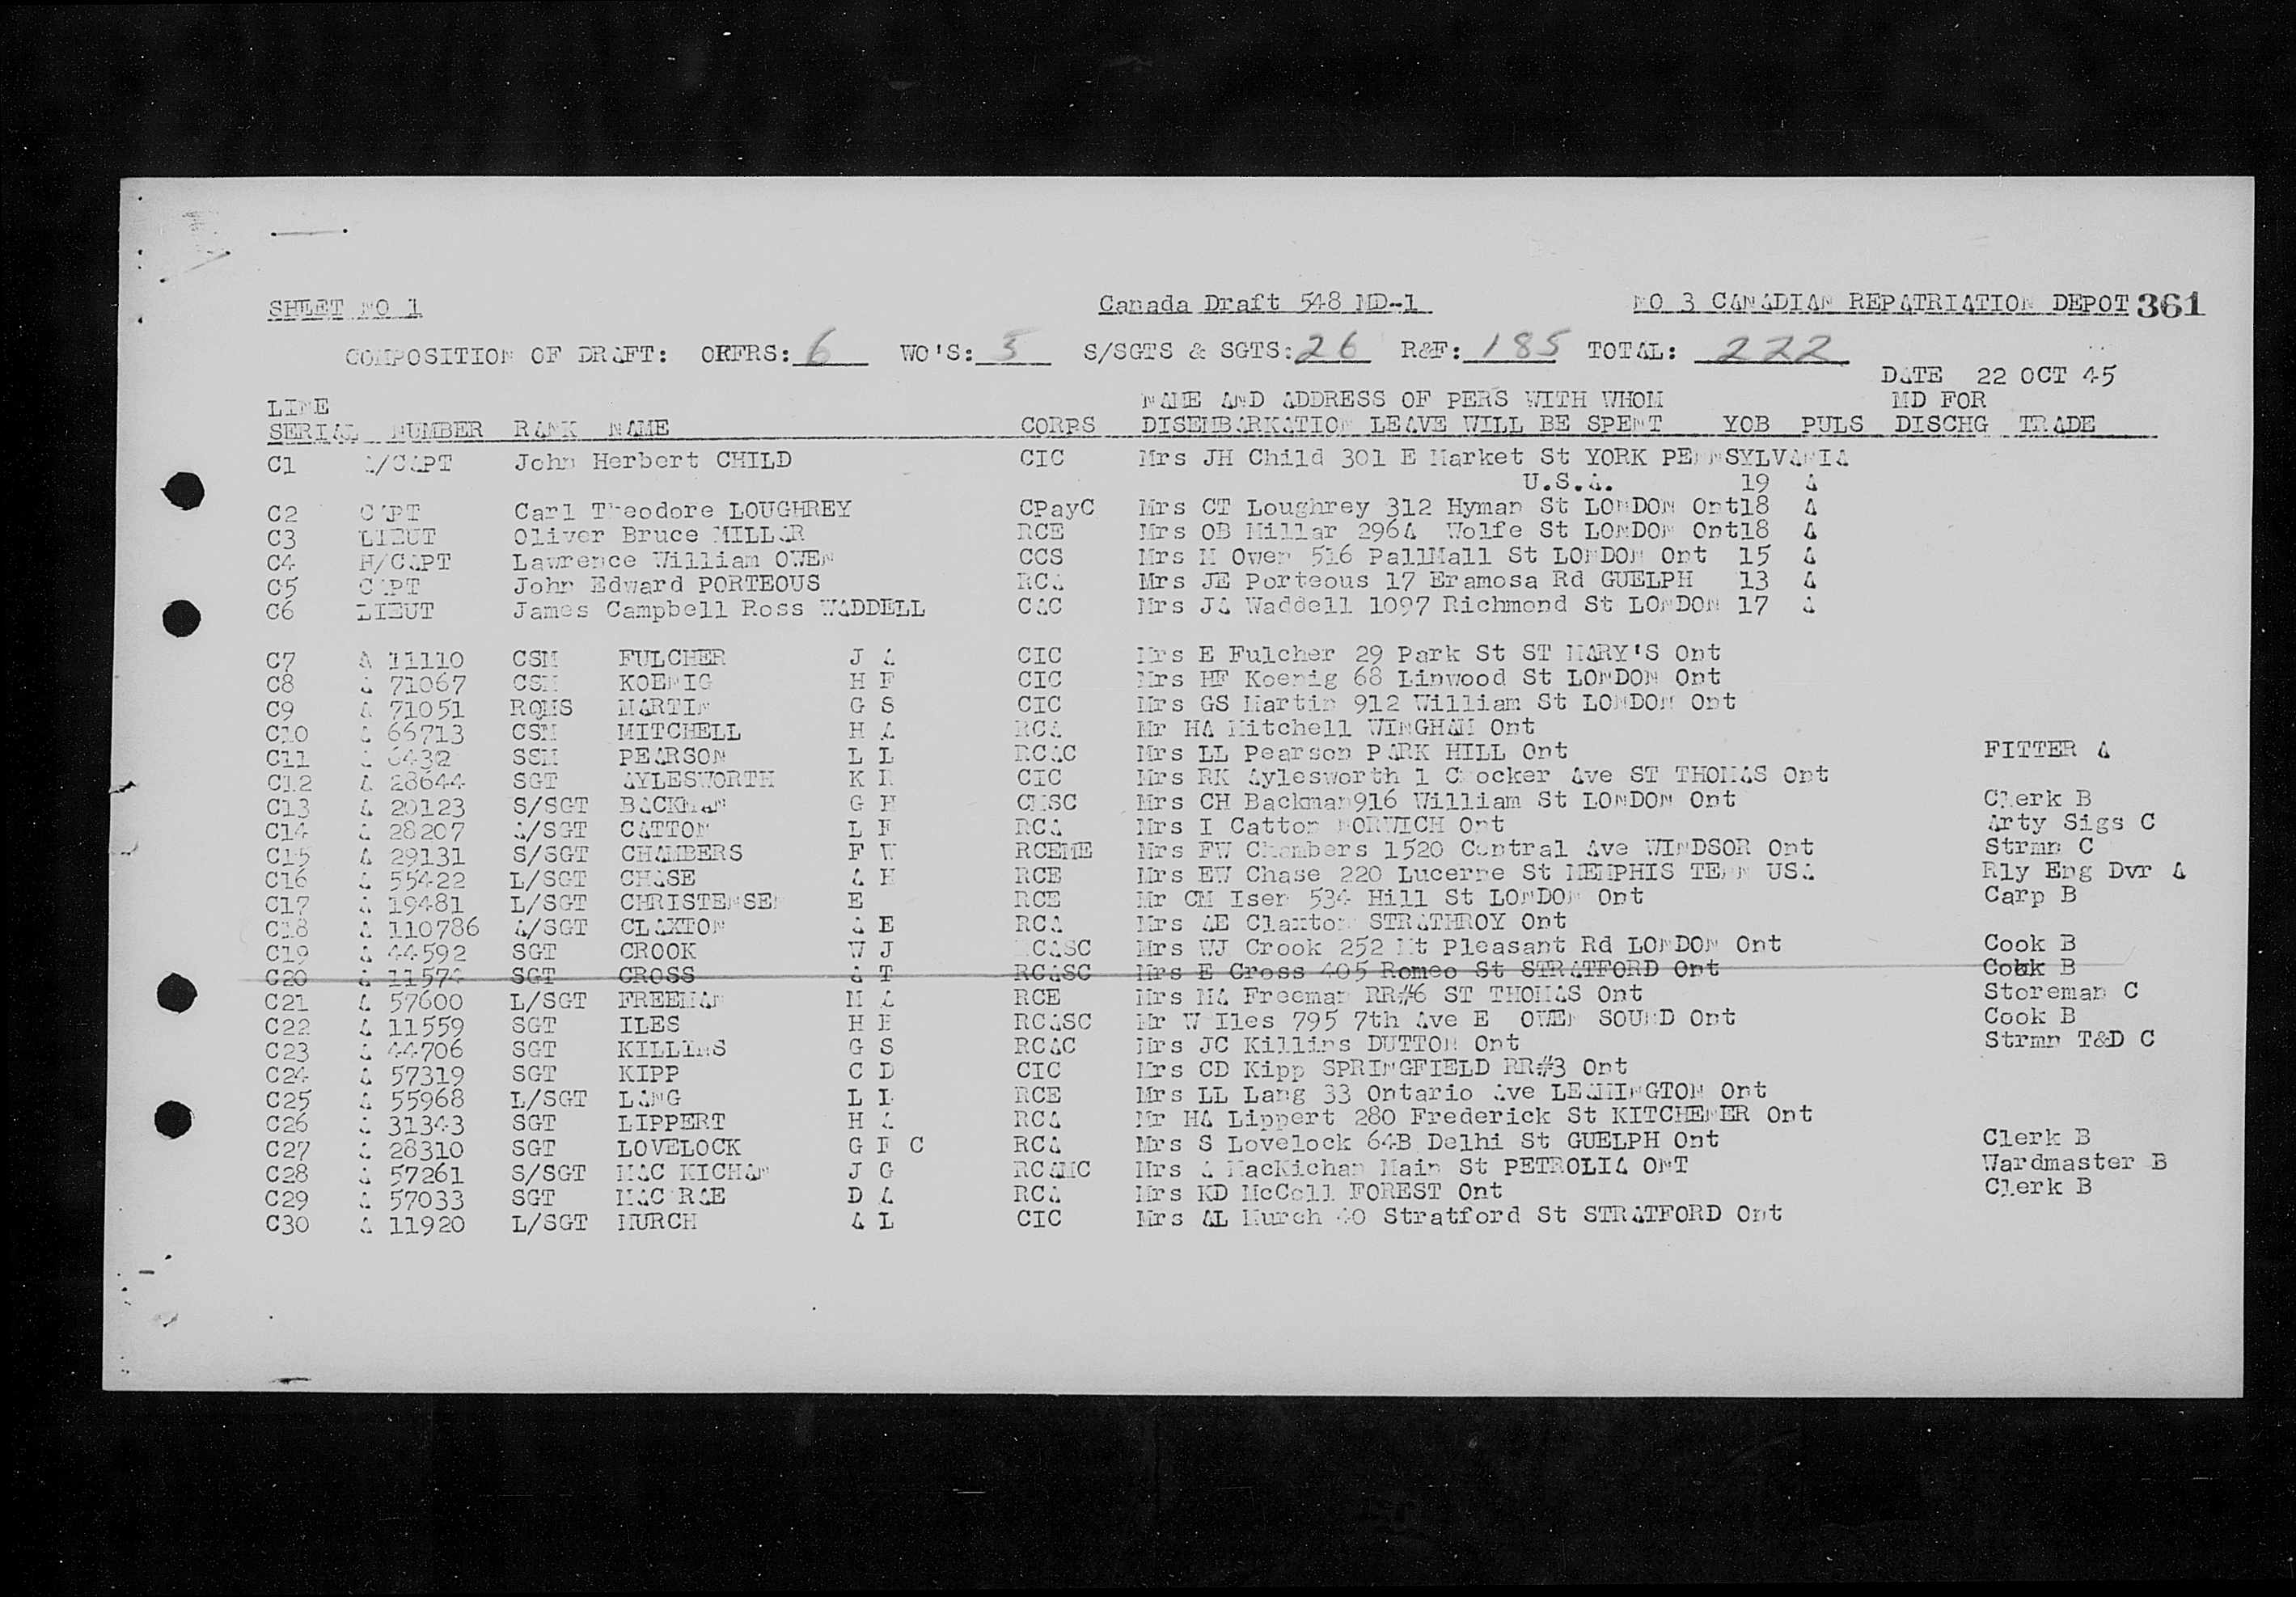 SHEET NO 1 Canada Draft 548 MD-1 NO 3 CANADIAN REPATRIATION DEPOT 361
COMPOSITION OF DRAFT: OFFRS: 6 WO'S: 5 S/SGTS & SGTS: 26 R&F: 185 TOTAL: 222
DATE 22 OCT 45
LINE NAME AND ADDRESS OF PERS WITH WHOM MD FOR
SERIAL NUMBER RANK NAME CORPS DISEMBARKATION LEAVE WILL BE SPENT YOB PULS DISCHG TRADE
C1 A/CAPT John Herbert CHILD CIC Mrs JH Child 301 E Market St YORK PENNSYLVANIA
U.S.A. 19 A
C2 CAPT Carl Theodore LOUGHREY CPayC Mrs CT Loughrey 312 Hyman St LONDON Ont18 A
C3 LIEUT Oliver Bruce MILLAR RCE Mrs OB Millar 296A Wolfe St LONDON Ont18 A
C4 H/CAPT Lawrence William OWEN CCS Mrs M Owen 516 PallMall St LONDON Ont 15 A
C5 CAPT John Edward PORTEOUS RCA Mrs JE Porteous 17 Eramosa Rd GUELPH 13 A
C6 LIEUT James Campbell Ross WADDELL CAC Mrs JA Waddell 1097 Richmond St LONDON 17 A
C7 A 11110 CSM FULCHER J A CIC Mrs E Fulcher 29 Park St ST MARY'S Ont
C8 A 71067 CSM KOENIG H F CIC Mrs HF Koenig 68 Linwood St LONDON Ont
C9 A 71051 RQMS MARTIN G S CIC Mrs GS Martin 912 William St LONDON Ont
C10 A 66713 CSM MITCHELL H A RCA Mr HA Mitchell WINGHAM Ont
C11 A 6432 SSM PEARSON L L RCAC Mrs LL Pearson PARK HILL Ont FITTER A
C12 A 28644 SGT AYLESWORTH K R CIC Mrs RK Aylesworth 1 Crocker Ave ST THOMAS Ont
C13 A 20123 S/SGT BACKMAN G H CMSC Mrs CH Backman916 William St LONDON Ont Clerk B
C14 A 28207 A/SGT CATTON L F RCA Mrs I Catton NORWICH Ont Arty Sigs C
C15 A 29131 S/SGT CHAMBERS F W RCEME Mrs FW Chambers 1520 Central Ave WINDSOR Ont Strmn C
C16 A 55422 L/SGT CHASE A H RCE Mrs EW Chase 220 Lucerne St MEMPHIS TENN USA Rly Eng Dvr A
C17 A 19481 L/SGT CHRISTENSEN E RCE Mr CM Isen 534 Hill St LONDON Ont Carp B
C18 A 110786 A/SGT CLAXTON A E RCA Mrs AE Claxton STRATHROY Ont
C19 A 44592 SGT CROOK W J RCASC Mrs WJ Crook 252 Mt Pleasant Rd LONDON Ont Cook B
C20 A 11574 SGT CROSS A T RCASC Mrs E Cross 405 Romeo St STRATFORD Ont Cook B
C21 A 57600 L/SGT FREEMAN M A RCE Mrs MA Freeman RR#6 ST THOMAS Ont Storeman C
C22 A 11559 SGT ILES H E RCASC Mr W Iles 795 7th Ave E OWEN SOUND Ont Cook B
C23 A 44706 SGT KILLINS G S RCAC Mrs JC Killins DUTTON Ont Strmn T&D C
C24 A 57319 SGT KIPP C D CIC Mrs CD Kipp SPRINGFIELD RR#3 Ont
C25 A 55968 L/SGT LANG L L RCE Mrs LL Lang 33 Ontario Ave LEAMINGTON Ont
C26 A 31343 SGT LIPPERT H A RCA Mr HA Lippert 280 Frederick St KITCHENER Ont
C27 A 28310 SGT LOVELOCK G F C RCA Mrs S Lovelock 64B Delhi St GUELPH Ont Clerk B
C28 A 57261 S/SGT MAC KICHAN J G RCAMC Mrs A MacKichan Main St PETROLIA ONT Wardmaster B
C29 A 57033 SGT MAC RAE D A RCA Mrs KD McColl FOREST Ont Clerk B
C30 A 11920 L/SGT MURCH A L CIC Mrs AL Murch 40 Stratford St STRATFORD Ont